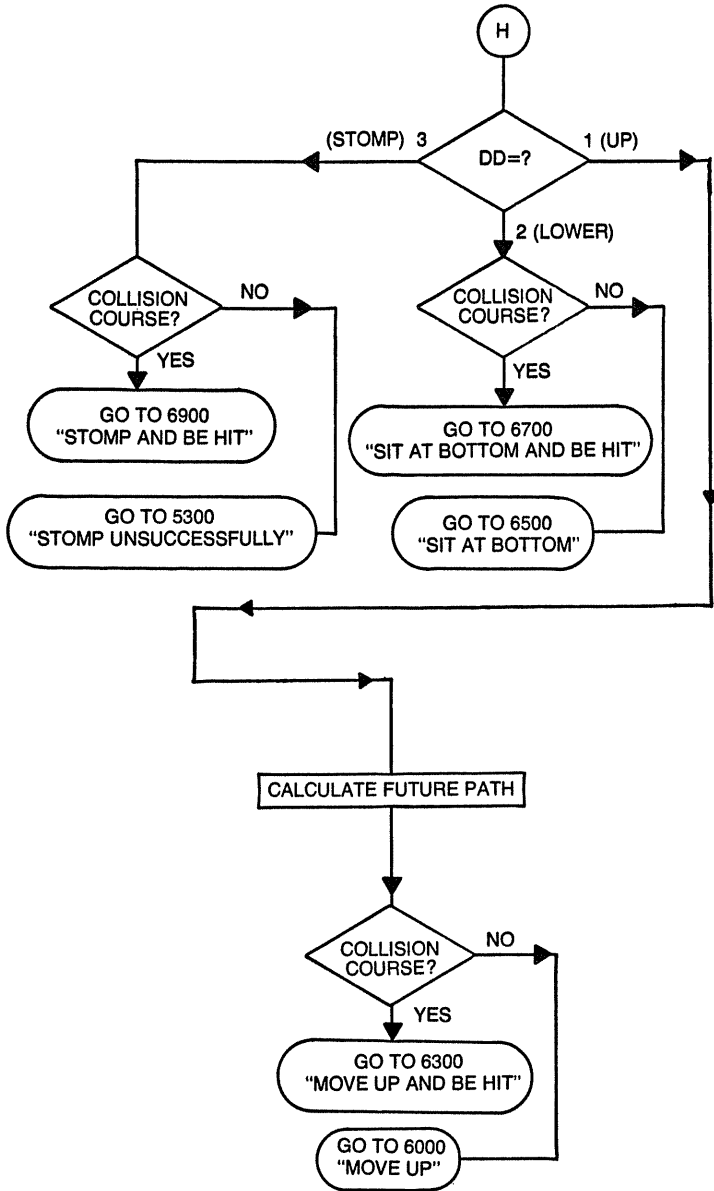 H
DD=?
(STOMP) 3
1 (UP)
2 (LOWER)
COLLISION
COURSE?
NO
YES
GO TO 6900
“STOMP AND BE HIT”
GO TO 5300
“STOMP UNSUCCESSFULLY”
COLLISION
COURSE?
NO
YES
GO TO 6700
“SIT AT BOTTOM AND BE HIT”
GO TO 6500
“SIT AT BOTTOM”
CALCULATE FUTURE PATH
COLLISION
COURSE?
NO
YES
GO TO 6300
“MOVE UP AND BE HIT”
GO TO 6000
“MOVE UP”